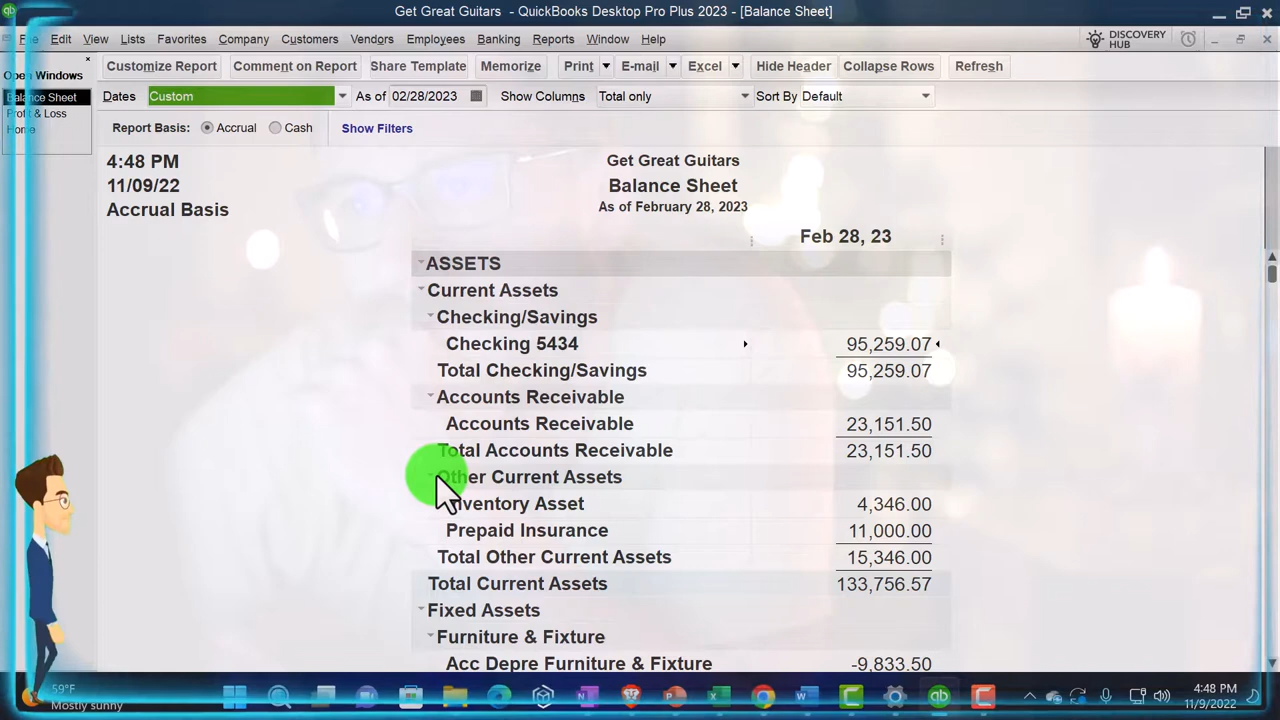 Get Great Guitars - QuickBooks Desktop Pro Plus 2023 - [Balance Sheet]
File Edit View Lists Favorites Company Customers Vendors Employees Banking Reports Window Help
DISCOVERY HUB
Open Windows
Balance Sheet
Profit & Loss
Home
Customize Report Comment on Report Share Template Memorize Print E-mail Excel Hide Header Collapse Rows Refresh
Dates Custom As of 02/28/2023 Show Columns Total only Sort By Default
Report Basis: Accrual Cash Show Filters
4:48 PM
11/09/22
Accrual Basis
Get Great Guitars
Balance Sheet
As of February 28, 2023
Feb 28, 23
ASSETS
Current Assets
Checking/Savings
Checking 5434 95,259.07
Total Checking/Savings 95,259.07
Accounts Receivable
Accounts Receivable 23,151.50
Total Accounts Receivable 23,151.50
Other Current Assets
Inventory Asset 4,346.00
Prepaid Insurance 11,000.00
Total Other Current Assets 15,346.00
Total Current Assets 133,756.57
Fixed Assets
Furniture & Fixture
Acc Depre Furniture & Fixture -9,833.50
59°F
Mostly sunny
4:48 PM
11/9/2022